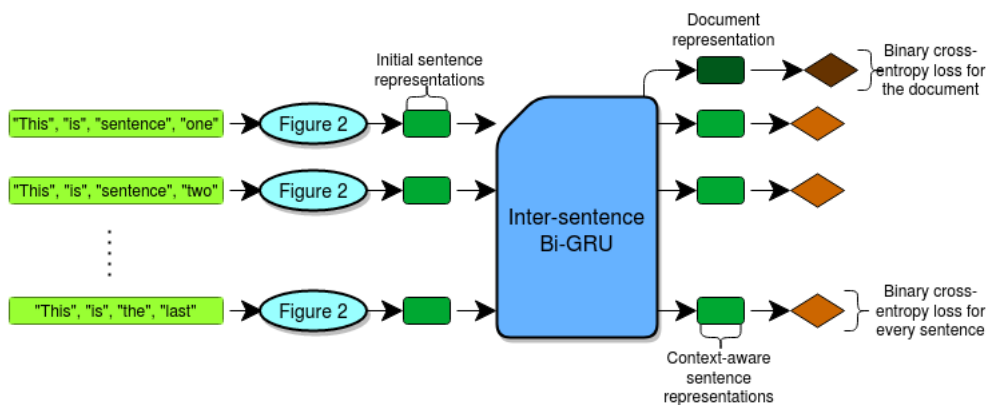 Document
representation
Binary cross-
entropy loss for
the document
Initial sentence
representations
"This", "is", "sentence", "one"
Figure 2
"This", "is", "sentence", "two"
Figure 2
Inter-sentence
Bi-GRU
"This", "is", "the", "last"
Figure 2
Binary cross-
entropy loss for
every sentence
Context-aware
sentence
representations